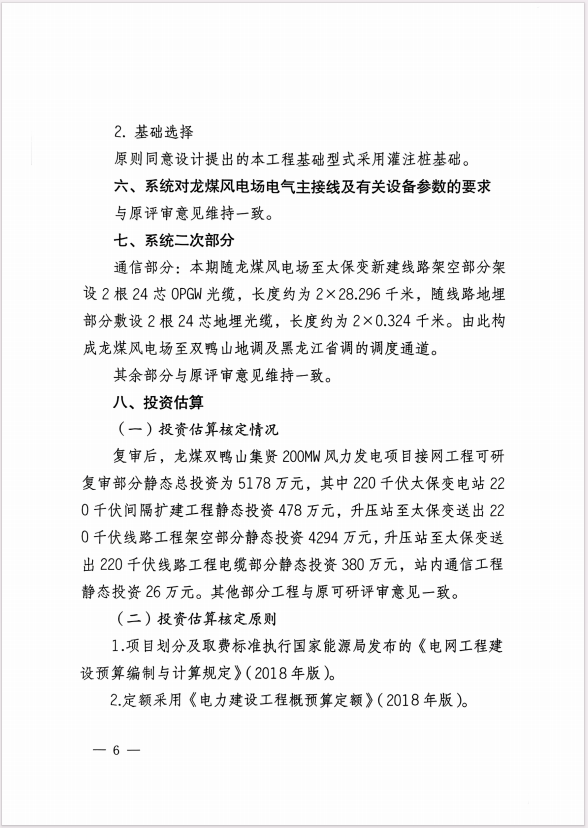 2. 基础选择
原则同意设计提出的本工程基础型式采用灌注桩基础。
六、系统对龙煤风电场电气主接线及有关设备参数的要求
与原评审意见维持一致。
七、系统二次部分
通信部分：本期随龙煤风电场至太保变新建线路架空部分架
设 2 根 24 芯 OPGW 光缆，长度约为 2×28.296 千米，随线路地埋
部分敷设 2 根 24 芯地埋光缆，长度约为 2×0.324 千米。由此构
成龙煤风电场至双鸭山地调及黑龙江省调的调度通道。
其余部分与原评审意见维持一致。
八、投资估算
（一）投资估算核定情况
复审后，龙煤双鸭山集贤 200MW 风力发电项目接网工程可研
复审部分静态总投资为 5178 万元，其中 220 千伏太保变电站 22
0 千伏间隔扩建工程静态投资 478 万元，升压站至太保变送出 22
0 千伏线路工程架空部分静态投资 4294 万元，升压站至太保变送
出 220 千伏线路工程电缆部分静态投资 380 万元，站内通信工程
静态投资 26 万元。其他部分工程与原可研评审意见一致。
（二）投资估算核定原则
1.项目划分及取费标准执行国家能源局发布的《电网工程建
设预算编制与计算规定》（2018 年版）。
2.定额采用《电力建设工程概预算定额》（2018 年版）。
— 6 —